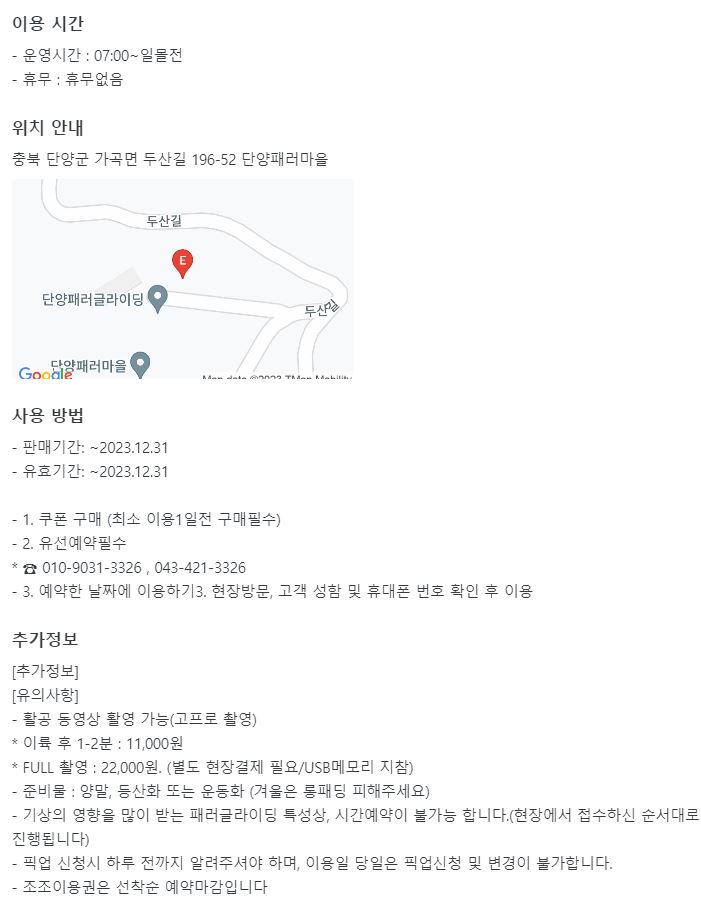 이용 시간
- 운영시간 : 07:00~일몰전
- 휴무 : 휴무없음
위치 안내
충북 단양군 가곡면 두산길 196-52 단양패러마을
두산길
E
단양패러글라이딩
두산길
단양패러마을
Google
Map data ©2023 TMap Mobility
사용 방법
- 판매기간: ~2023.12.31
- 유효기간: ~2023.12.31
- 1. 쿠폰 구매 (최소 이용1일전 구매필수)
- 2. 유선예약필수
* ☎ 010-9031-3326 , 043-421-3326
- 3. 예약한 날짜에 이용하기3. 현장방문, 고객 성함 및 휴대폰 번호 확인 후 이용
추가정보
[추가정보]
[유의사항]
- 활공 동영상 촬영 가능(고프로 촬영)
* 이륙 후 1-2분 : 11,000원
* FULL 촬영 : 22,000원. (별도 현장결제 필요/USB메모리 지참)
- 준비물 : 양말, 등산화 또는 운동화 (겨울은 롱패딩 피해주세요)
- 기상의 영향을 많이 받는 패러글라이딩 특성상, 시간예약이 불가능 합니다.(현장에서 접수하신 순서대로
진행됩니다)
- 픽업 신청시 하루 전까지 알려주셔야 하며, 이용일 당일은 픽업신청 및 변경이 불가합니다.
- 조조이용권은 선착순 예약마감입니다